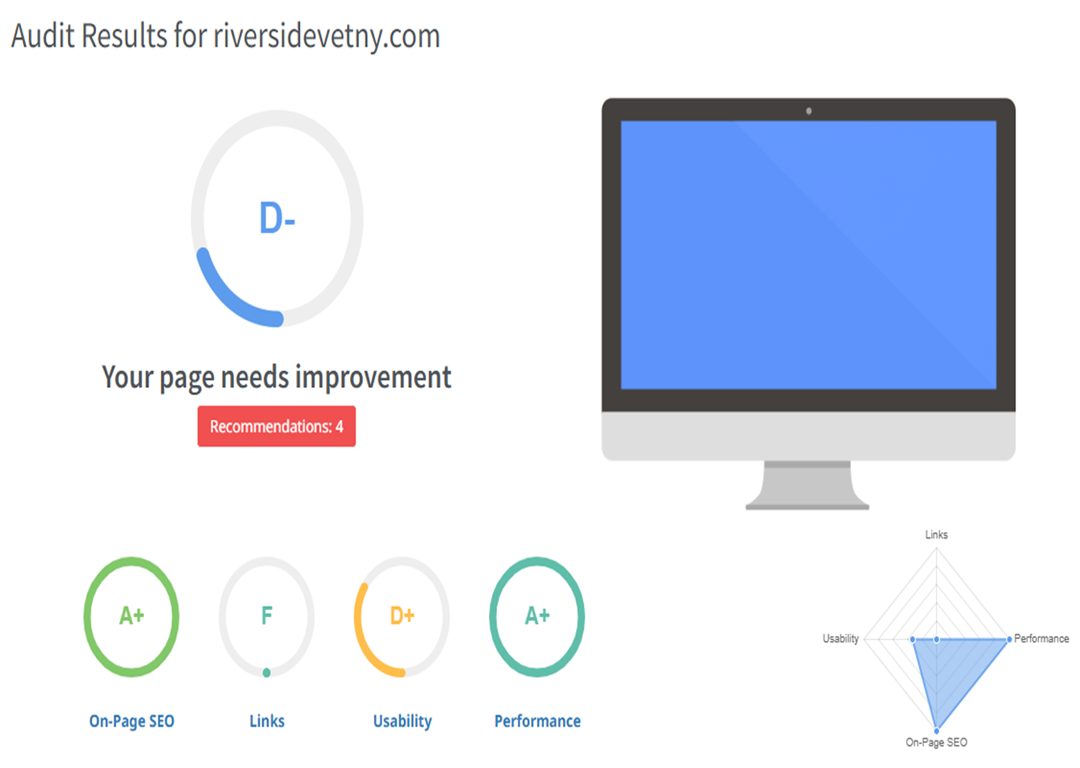 Audit Results for riversidevetny.com
D-
Your page needs improvement
Recommendations: 4
A+
F
D+
A+
On-Page SEO
Links
Usability
Performance
Links
Usability
Performance
On-Page SEO